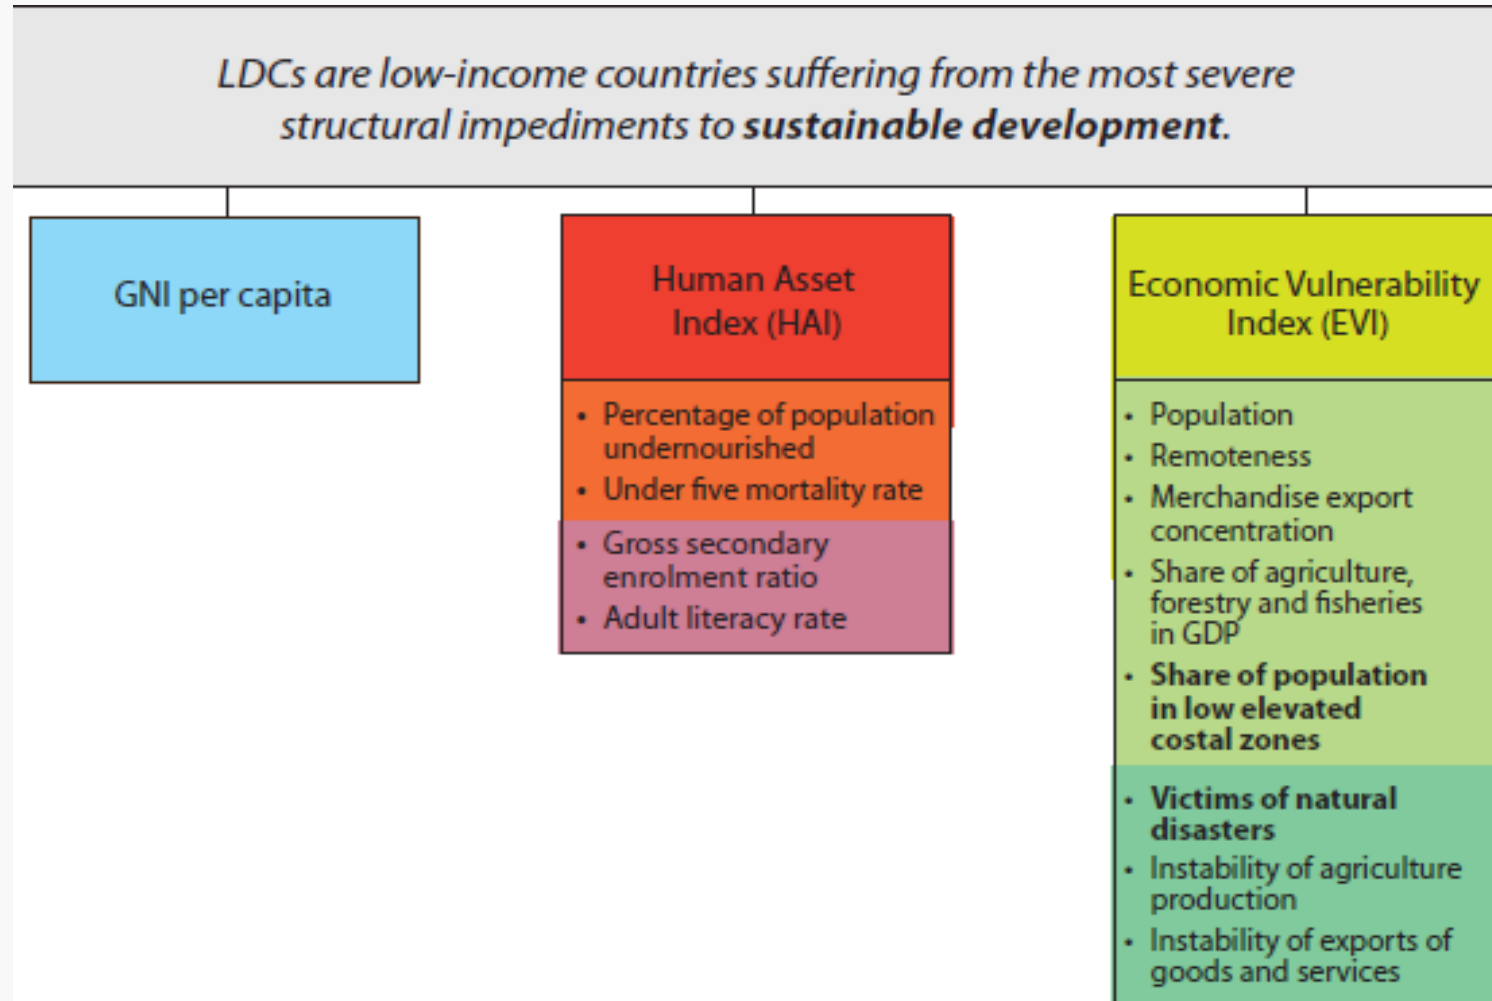 LDCs are low-income countries suffering from the most severe
structural impediments to sustainable development.
GNI per capita
Human Asset
Index (HAI)
• Percentage of population
undernourished
• Under five mortality rate
• Gross secondary
enrolment ratio
• Adult literacy rate
Economic Vulnerability
Index (EVI)
• Population
• Remoteness
• Merchandise export
concentration
• Share of agriculture,
forestry and fisheries
in GDP
• Share of population
in low elevated
costal zones
• Victims of natural
disasters
• Instability of agriculture
production
• Instability of exports of
goods and services